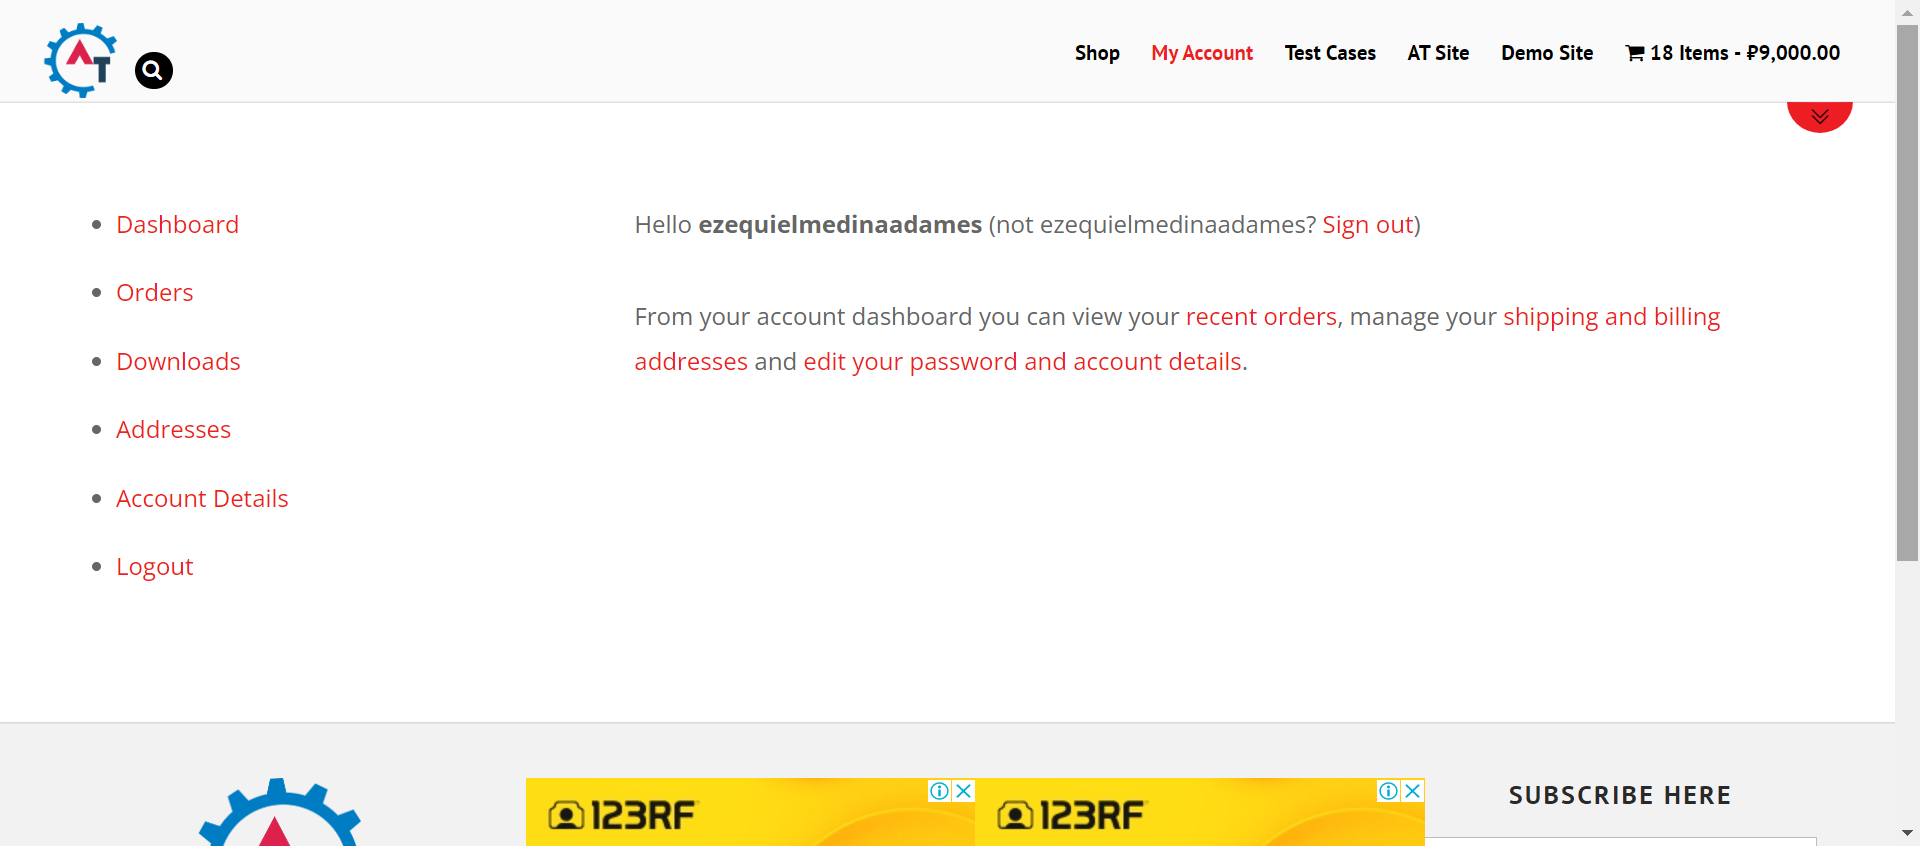 AT
Shop
My Account
Test Cases
AT Site
Demo Site
18 Items - ₽9,000.00
Dashboard
Orders
Downloads
Addresses
Account Details
Logout
Hello ezequielmedinaadames (not ezequielmedinaadames? Sign out)
From your account dashboard you can view your recent orders, manage your shipping and billing
addresses and edit your password and account details.
123RF
123RF
SUBSCRIBE HERE